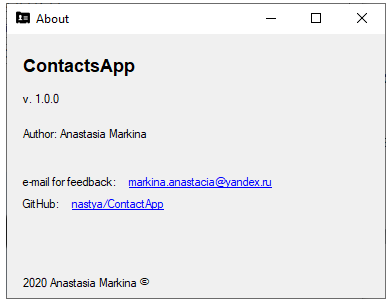 About
ContactsApp
v. 1.0.0
Author: Anastasia Markina
e-mail for feedback: markina.anastacia@yandex.ru
GitHub: nastya/ContactApp
2020 Anastasia Markina ©